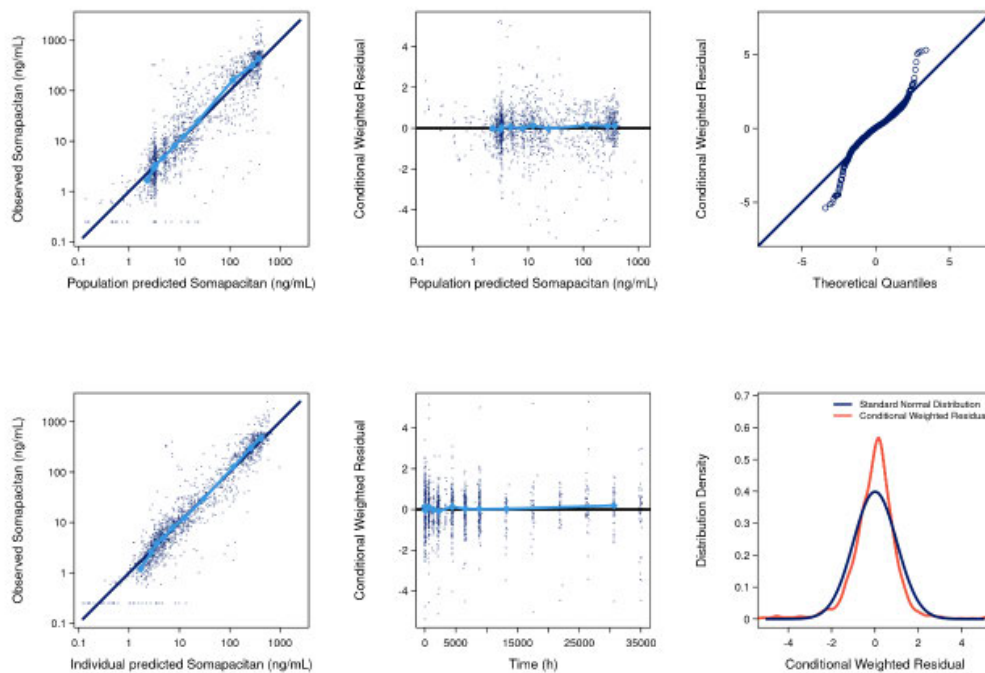 Observed Somapacitan (ng/mL)
1000
100
10
1
0.1
0.1 1 10 100 1000
Population predicted Somapacitan (ng/mL)
Conditional Weighted Residual
4
2
0
-2
-4
0.1 1 10 100 1000
Population predicted Somapacitan (ng/mL)
Conditional Weighted Residual
5
0
-5
-5 0 5
Theoretical Quantiles
Observed Somapacitan (ng/mL)
1000
100
10
1
0.1
0.1 1 10 100 1000
Individual predicted Somapacitan (ng/mL)
Conditional Weighted Residual
4
2
0
-2
-4
0 5000 15000 25000 35000
Time (h)
Distribution Density
0.7
0.6
0.5
0.4
0.3
0.2
0.1
0
Standard Normal Distribution
Conditional Weighted Residual
-4 -2 0 2 4
Conditional Weighted Residual